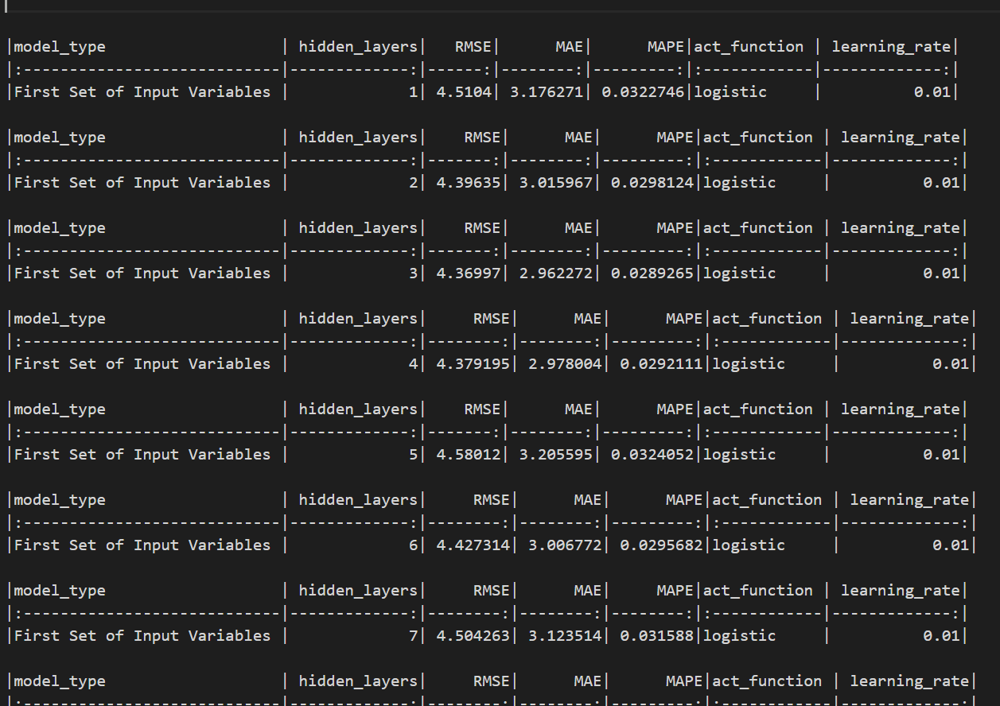 |model_type                  | hidden_layers|   RMSE|      MAE|      MAPE|act_function | learning_rate|
|:---------------------------|-------------:|------:|--------:|---------:|:------------|-------------:|
|First Set of Input Variables |             1| 4.5104| 3.176271| 0.0322746|logistic     |          0.01|
|model_type                  | hidden_layers|    RMSE|      MAE|      MAPE|act_function | learning_rate|
|:---------------------------|-------------:|-------:|--------:|---------:|:------------|-------------:|
|First Set of Input Variables |             2| 4.39635| 3.015967| 0.0298124|logistic     |          0.01|
|model_type                  | hidden_layers|    RMSE|      MAE|      MAPE|act_function | learning_rate|
|:---------------------------|-------------:|-------:|--------:|---------:|:------------|-------------:|
|First Set of Input Variables |             3| 4.36997| 2.962272| 0.0289265|logistic     |          0.01|
|model_type                  | hidden_layers|     RMSE|      MAE|      MAPE|act_function | learning_rate|
|:---------------------------|-------------:|--------:|--------:|---------:|:------------|-------------:|
|First Set of Input Variables |             4| 4.379195| 2.978004| 0.0292111|logistic     |          0.01|
|model_type                  | hidden_layers|    RMSE|      MAE|      MAPE|act_function | learning_rate|
|:---------------------------|-------------:|-------:|--------:|---------:|:------------|-------------:|
|First Set of Input Variables |             5| 4.58012| 3.205595| 0.0324052|logistic     |          0.01|
|model_type                  | hidden_layers|     RMSE|      MAE|      MAPE|act_function | learning_rate|
|:---------------------------|-------------:|--------:|--------:|---------:|:------------|-------------:|
|First Set of Input Variables |             6| 4.427314| 3.006772| 0.0295682|logistic     |          0.01|
|model_type                  | hidden_layers|     RMSE|      MAE|     MAPE|act_function | learning_rate|
|:---------------------------|-------------:|--------:|--------:|--------:|:------------|-------------:|
|First Set of Input Variables |             7| 4.504263| 3.123514| 0.031588|logistic     |          0.01|
|model_type                  | hidden_layers|     RMSE|      MAE|      MAPE|act_function | learning_rate|
|:---------------------------|-------------:|--------:|--------:|---------:|:------------|-------------:|